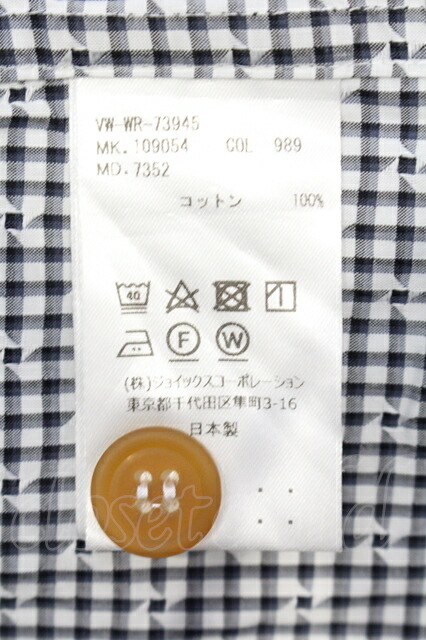 VW-WR-73945
MK.109054 COL 989
MD.7352
コットン 100%
40
F W
(株)ジョイックスコーポレーション
東京都千代田区隼町3-16
日本製
closet